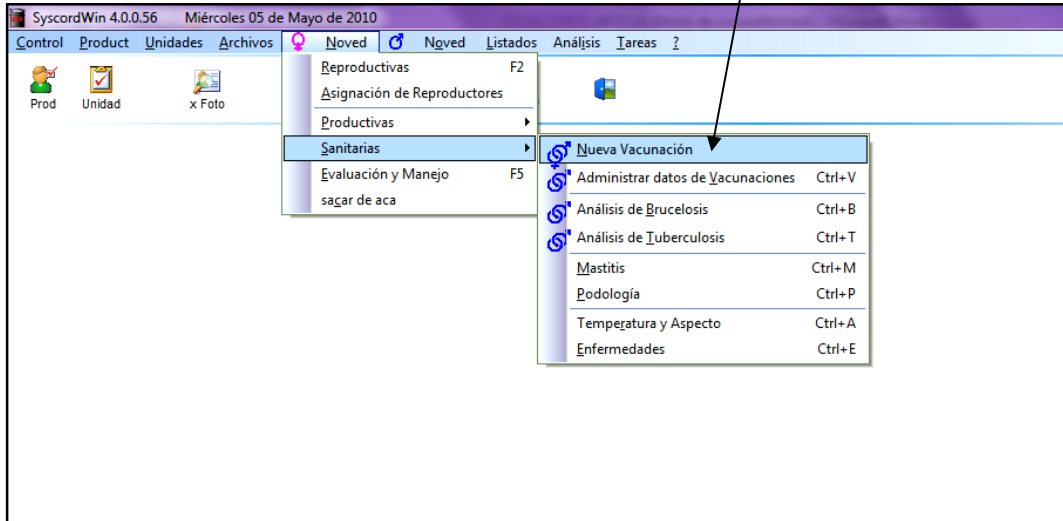 SyscordWin 4.0.0.56 Miércoles 05 de Mayo de 2010
Control Product Unidades Archivos Noved Noved Listados Análisis Tareas ?
Prod Unidad x Foto
Reproductivas F2
Asignación de Reproductores
Productivas
Sanitarias
Evaluación y Manejo F5
saçar de aca
Nueva Vacunación
Administrar datos de Vacunaciones Ctrl+V
Análisis de Brucelosis Ctrl+B
Análisis de Tuberculosis Ctrl+T
Mastitis Ctrl+M
Podología Ctrl+P
Temperatura y Aspecto Ctrl+A
Enfermedades Ctrl+E